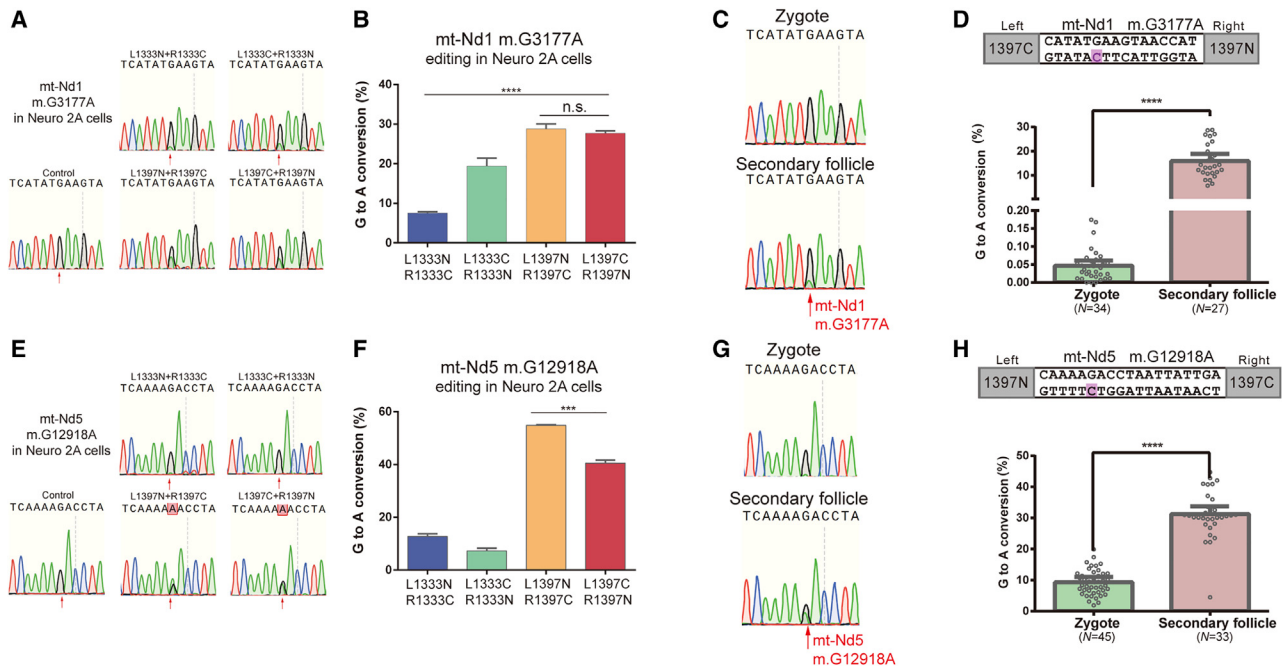 A
L1333N+R1333C
TCATATGAAGTA
L1333C+R1333N
TCATATGAAGTA
mt-Nd1
m.G3177A
in Neuro 2A cells
Control
TCATATGAAGTA
L1397N+R1397C
TCATATGAAGTA
L1397C+R1397N
TCATATGAAGTA
B
mt-Nd1 m.G3177A
editing in Neuro 2A cells
G to A conversion (%)
40
30
20
10
0
****
n.s.
L1333N
R1333C
L1333C
R1333N
L1397N
R1397C
L1397C
R1397N
C
Zygote
TCATATGAAGTA
Secondary follicle
TCATATGAAGTA
mt-Nd1
m.G3177A
D
Left
mt-Nd1 m.G3177A
Right
1397C
CATATGAAGTAACCAT
GTATACTTCATTGGTA
1397N
****
G to A conversion (%)
30
20
10
0.20
0.15
0.10
0.05
0.00
Zygote
(N=34)
Secondary follicle
(N=27)
E
L1333N+R1333C
TCAAAAGACCTA
L1333C+R1333N
TCAAAAGACCTA
mt-Nd5
m.G12918A
in Neuro 2A cells
Control
TCAAAAGACCTA
L1397N+R1397C
TCAAAAAACCTA
L1397C+R1397N
TCAAAAAACCTA
F
mt-Nd5 m.G12918A
editing in Neuro 2A cells
G to A conversion (%)
60
40
20
0
***
L1333N
R1333C
L1333C
R1333N
L1397N
R1397C
L1397C
R1397N
G
Zygote
TCAAAAGACCTA
Secondary follicle
TCAAAAGACCTA
mt-Nd5
m.G12918A
H
Left
mt-Nd5 m.G12918A
Right
1397N
CAAAAGACCTAATTATTGA
GTTTTCTGGATTAATAACT
1397C
****
G to A conversion (%)
50
40
30
20
10
0
Zygote
(N=45)
Secondary follicle
(N=33)